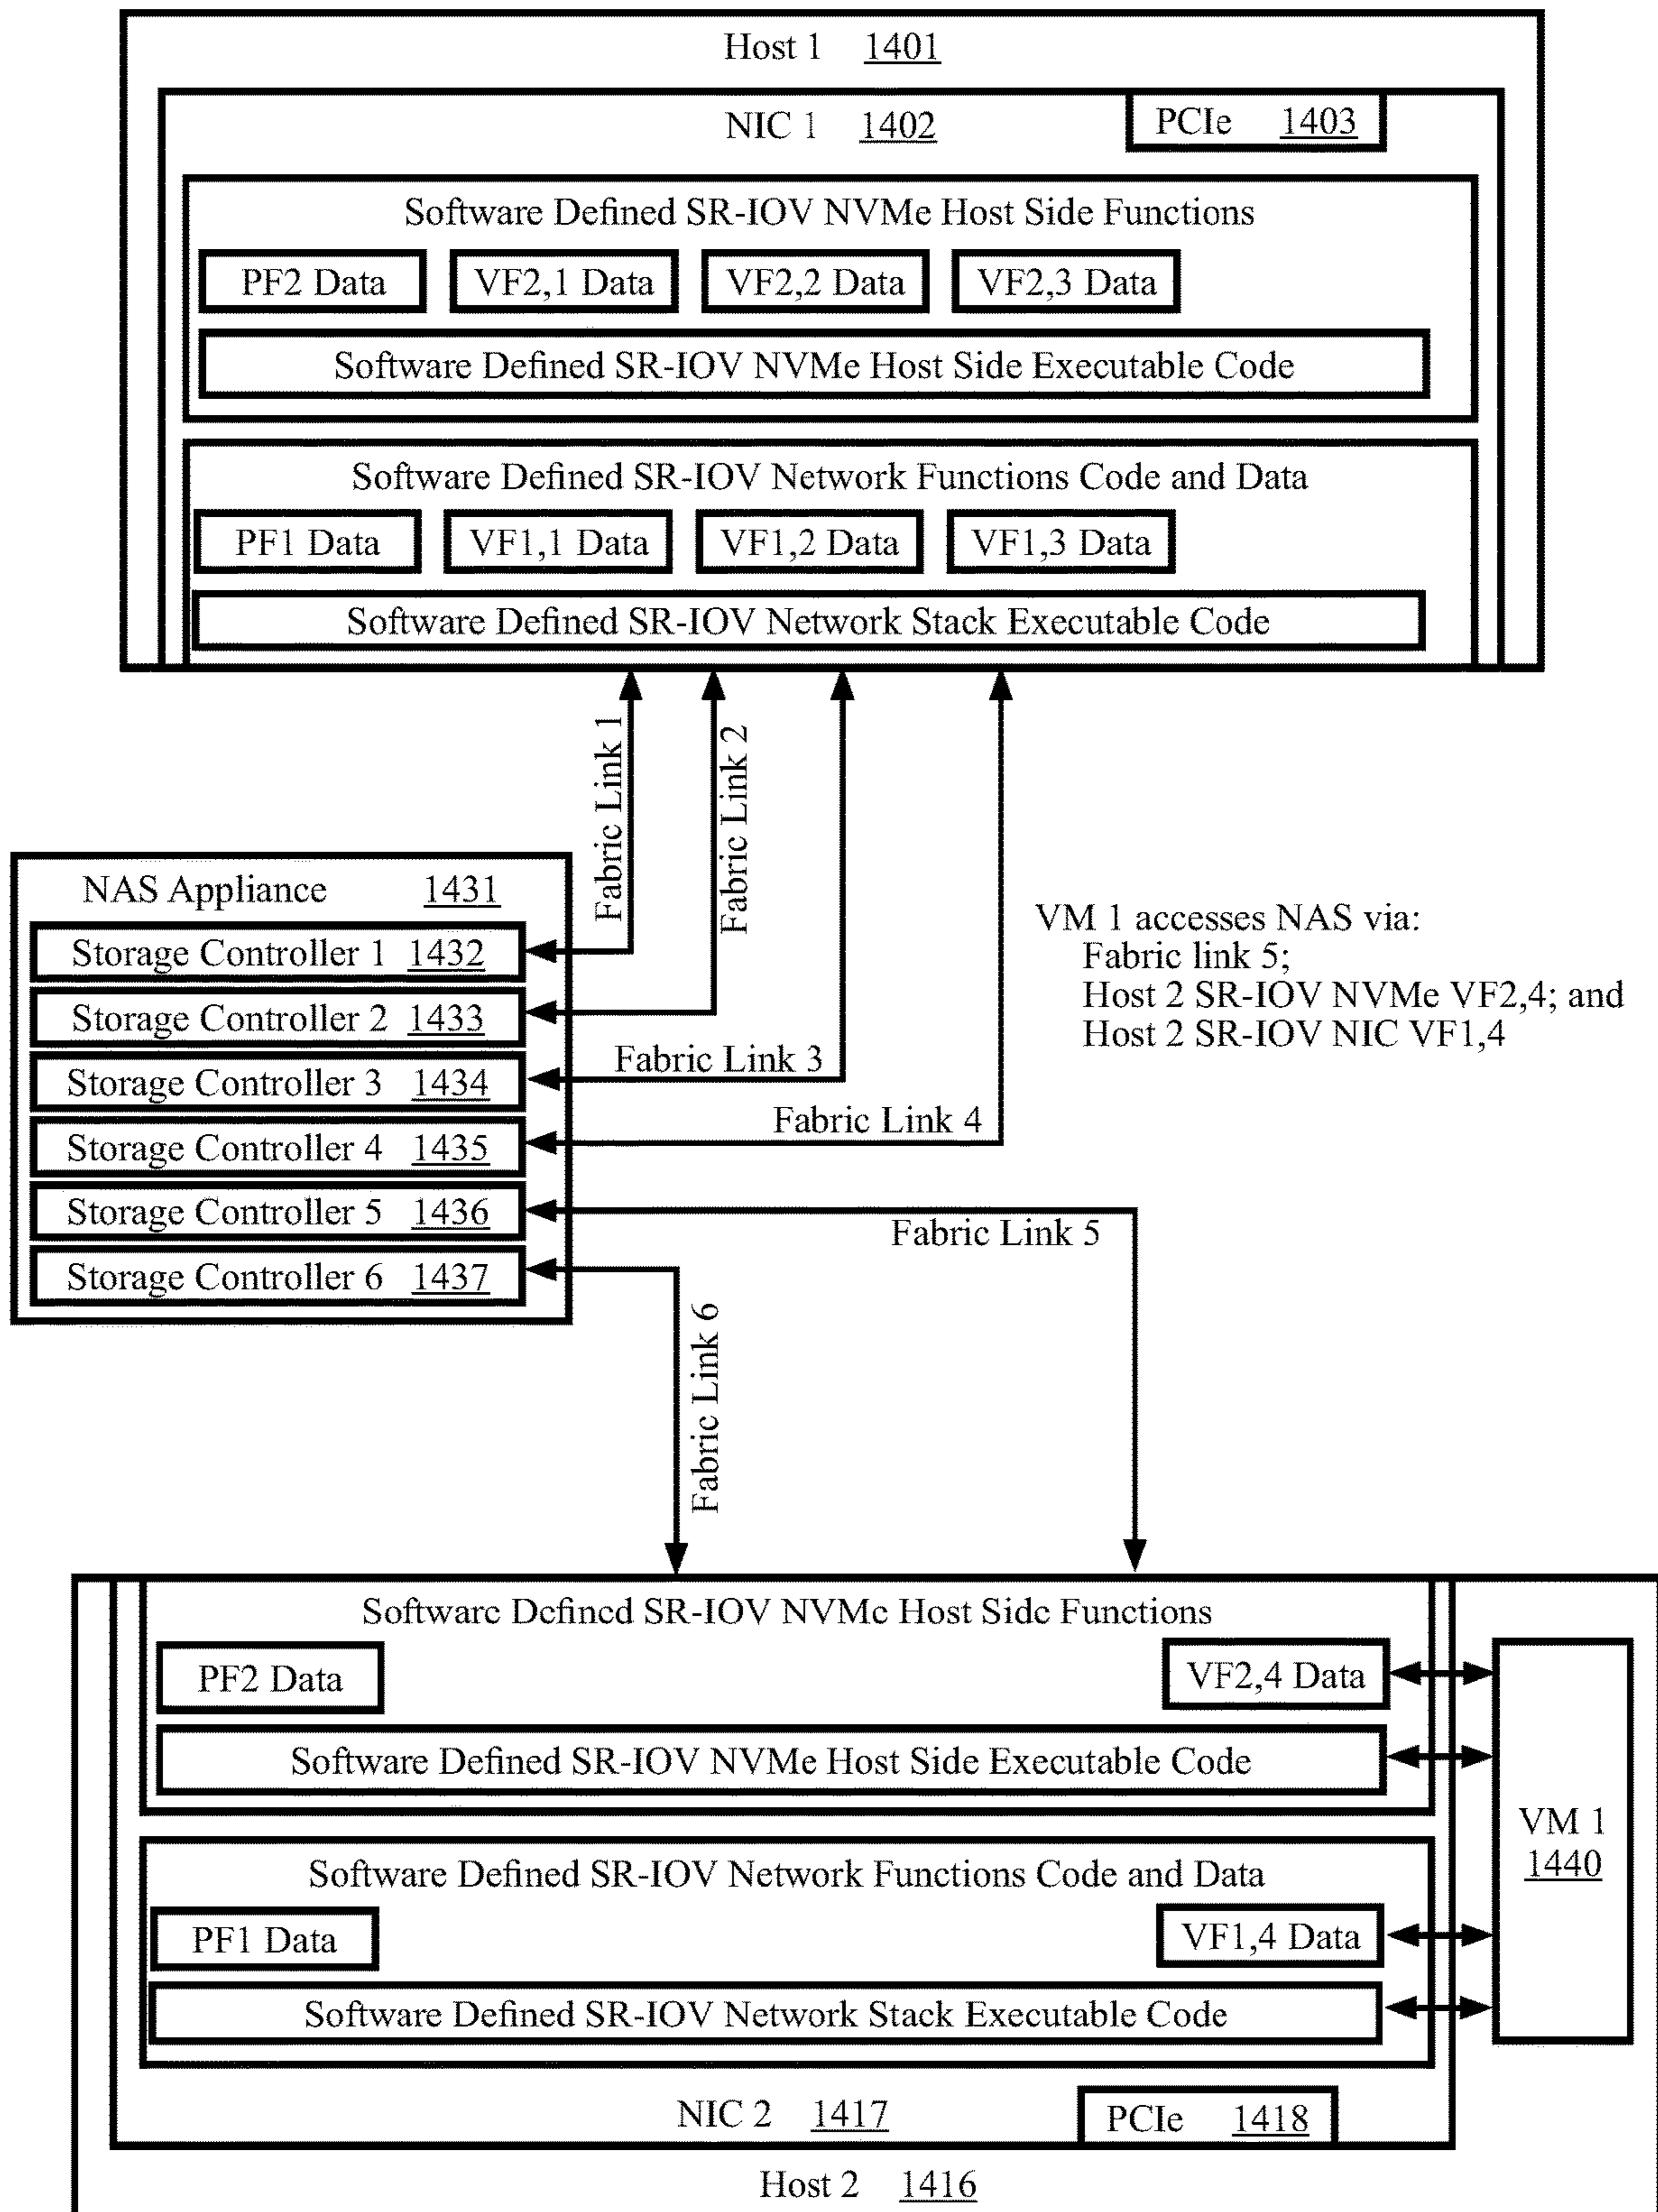 Host 1 1401
NIC 1 1402
PCIe 1403
Software Defined SR-IOV NVMe Host Side Functions
PF2 Data
VF2,1 Data
VF2,2 Data
VF2,3 Data
Software Defined SR-IOV NVMe Host Side Executable Code
Software Defined SR-IOV Network Functions Code and Data
PF1 Data
VF1,1 Data
VF1,2 Data
VF1,3 Data
Software Defined SR-IOV Network Stack Executable Code
Fabric Link 1
Fabric Link 2
NAS Appliance 1431
Storage Controller 1 1432
Storage Controller 2 1433
Storage Controller 3 1434
Storage Controller 4 1435
Storage Controller 5 1436
Storage Controller 6 1437
Fabric Link 3
Fabric Link 4
VM 1 accesses NAS via:
Fabric link 5;
Host 2 SR-IOV NVMe VF2,4; and
Host 2 SR-IOV NIC VF1,4
Fabric Link 5
Fabric Link 6
Software Defined SR-IOV NVMe Host Side Functions
PF2 Data
VF2,4 Data
Software Defined SR-IOV NVMe Host Side Executable Code
VM 1
1440
Software Defined SR-IOV Network Functions Code and Data
PF1 Data
VF1,4 Data
Software Defined SR-IOV Network Stack Executable Code
NIC 2 1417
PCIe 1418
Host 2 1416